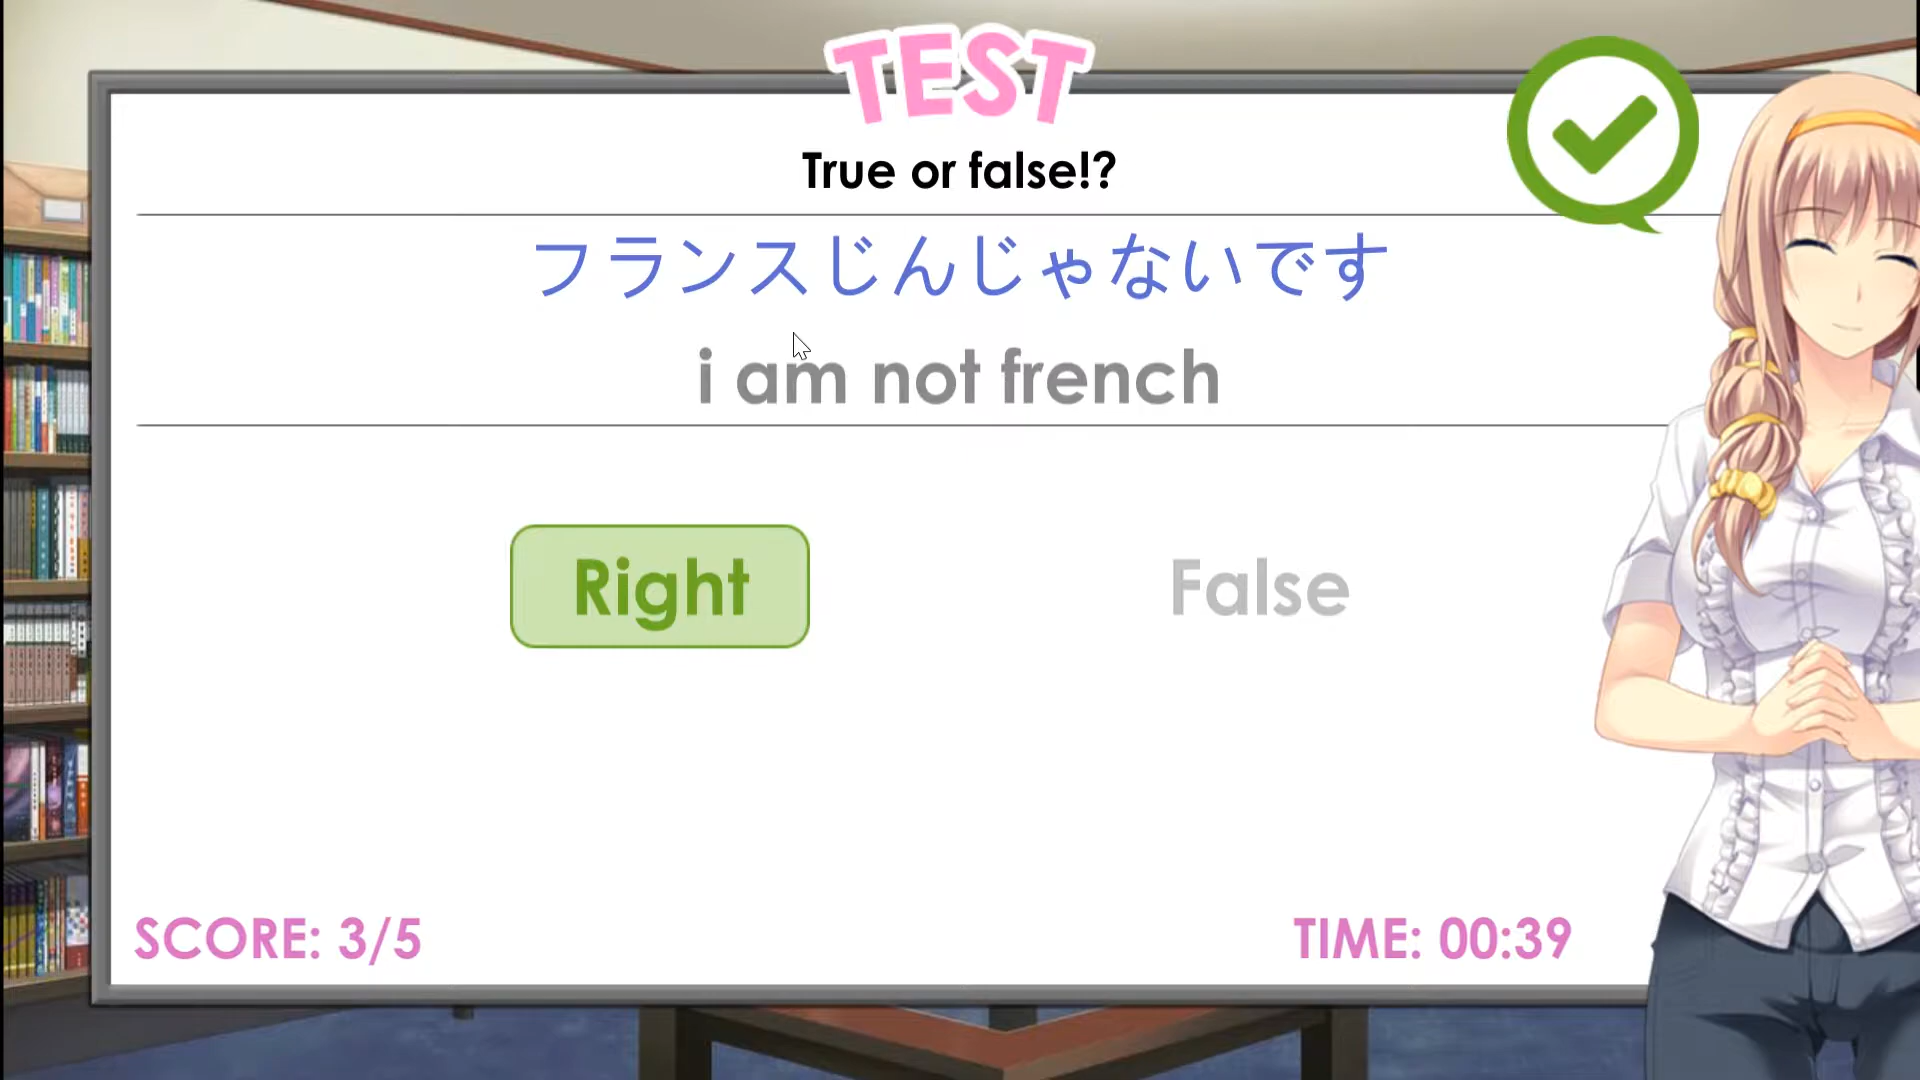 TEST
True or false!?
フランスじんじゃないです
i am not french
Right
False
SCORE: 3/5
TIME: 00:39